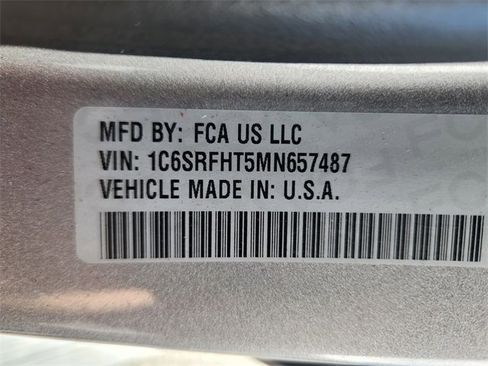 MFD BY: FCA US LLC
VIN: 1C6SRFHT5MN657487
VEHICLE MADE IN: U.S.A.